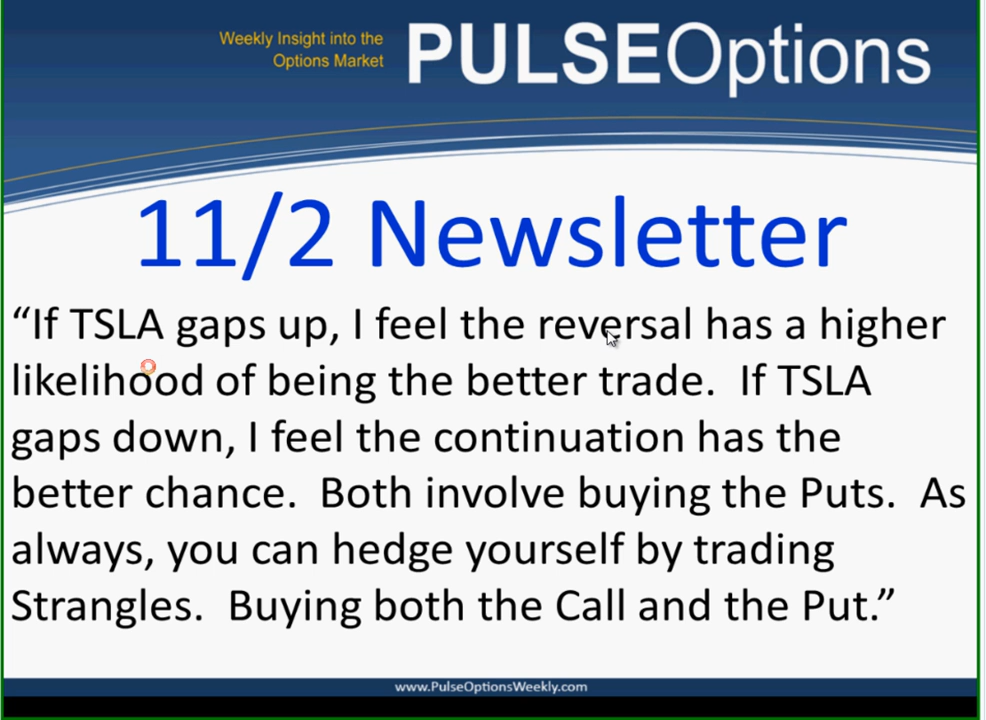 Weekly Insight into the
Options Market
PULSEOptions
11/2 Newsletter
“If TSLA gaps up, I feel the reversal has a higher
likelihood of being the better trade.  If TSLA
gaps down, I feel the continuation has the
better chance.  Both involve buying the Puts.  As
always, you can hedge yourself by trading
Strangles.  Buying both the Call and the Put.”
www.PulseOptionsWeekly.com